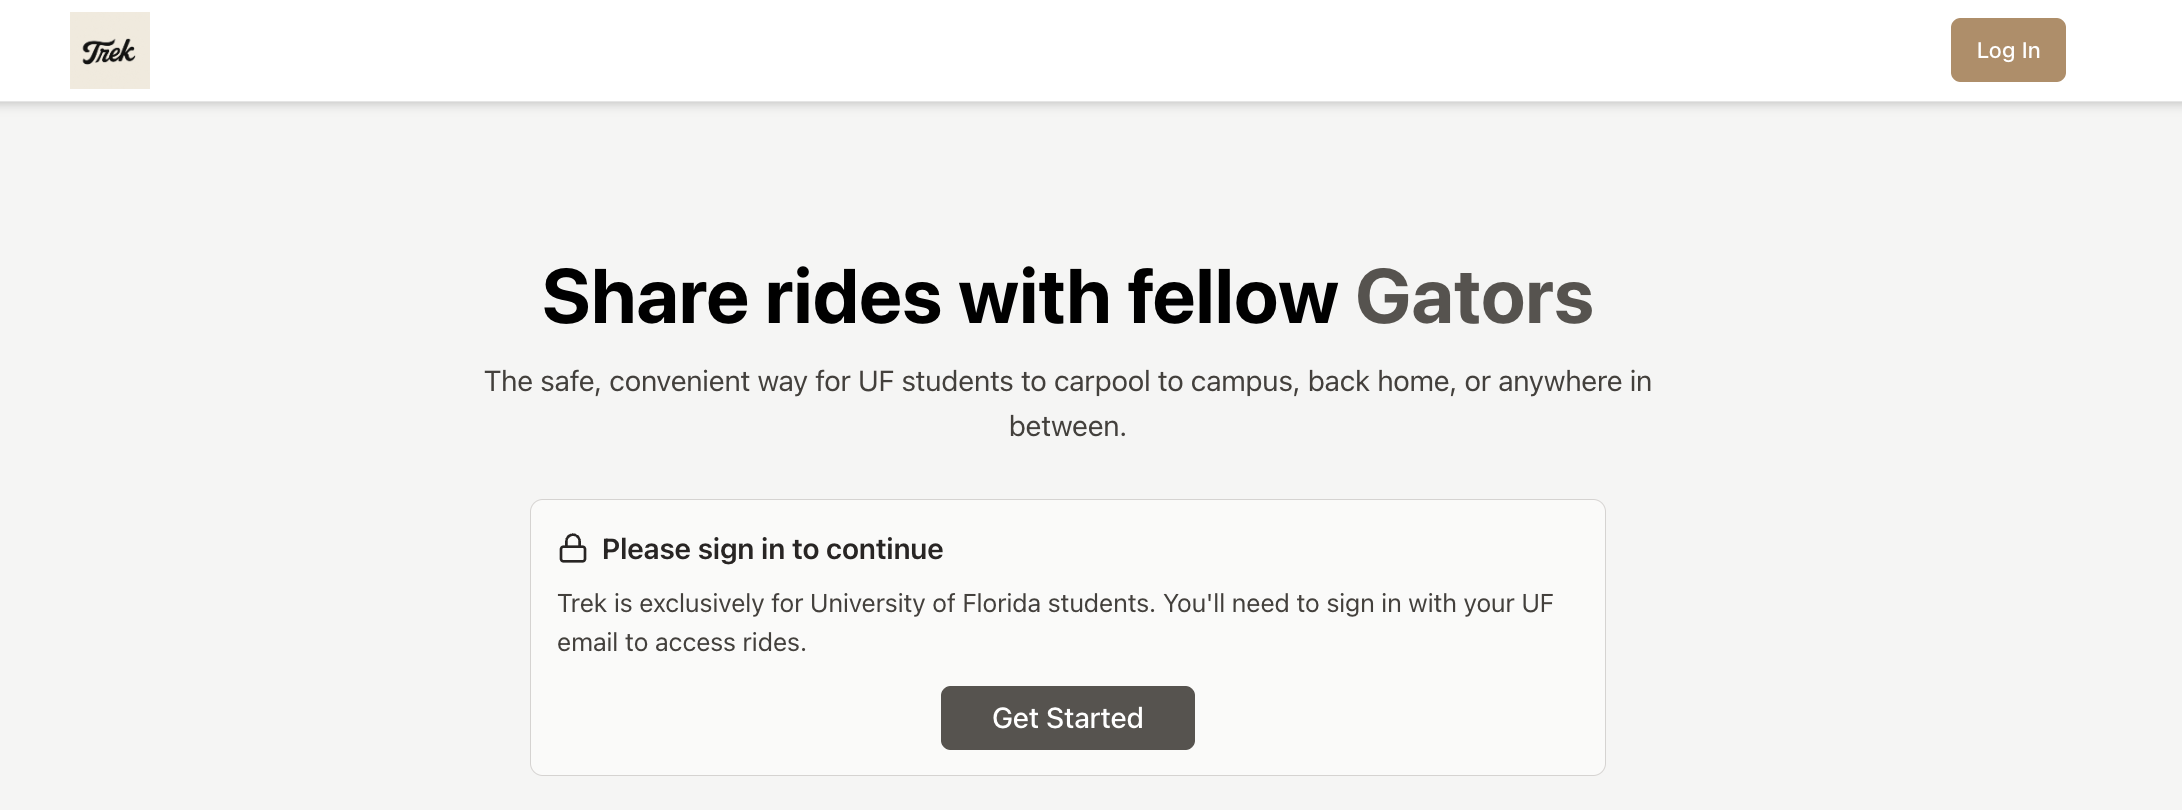 Trek
Log In
Share rides with fellow Gators
The safe, convenient way for UF students to carpool to campus, back home, or anywhere in
between.
Please sign in to continue
Trek is exclusively for University of Florida students. You'll need to sign in with your UF
email to access rides.
Get Started